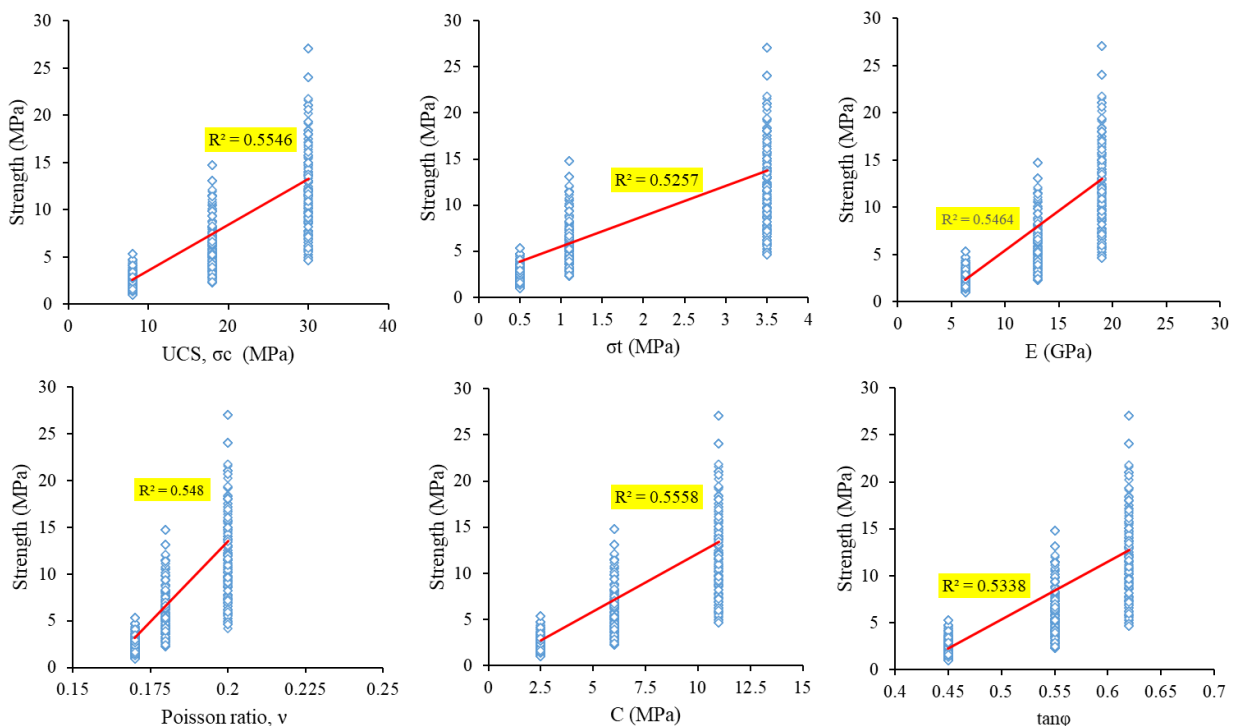 30
25
20
15
10
5
0
Strength (MPa)
R² = 0.5546
0 10 20 30 40
UCS, σc (MPa)
30
25
20
15
10
5
0
Strength (MPa)
R² = 0.5257
0 0.5 1 1.5 2 2.5 3 3.5 4
σt (MPa)
30
25
20
15
10
5
0
Strength (MPa)
R² = 0.5464
0 5 10 15 20 25 30
E (GPa)
30
25
20
15
10
5
0
Strength (MPa)
R² = 0.548
0.15 0.175 0.2 0.225 0.25
Poisson ratio, ν
30
25
20
15
10
5
0
Strength (MPa)
R² = 0.5558
0 2.5 5 7.5 10 12.5 15
C (MPa)
30
25
20
15
10
5
0
Strength (MPa)
R² = 0.5338
0.4 0.45 0.5 0.55 0.6 0.65 0.7
tanφ